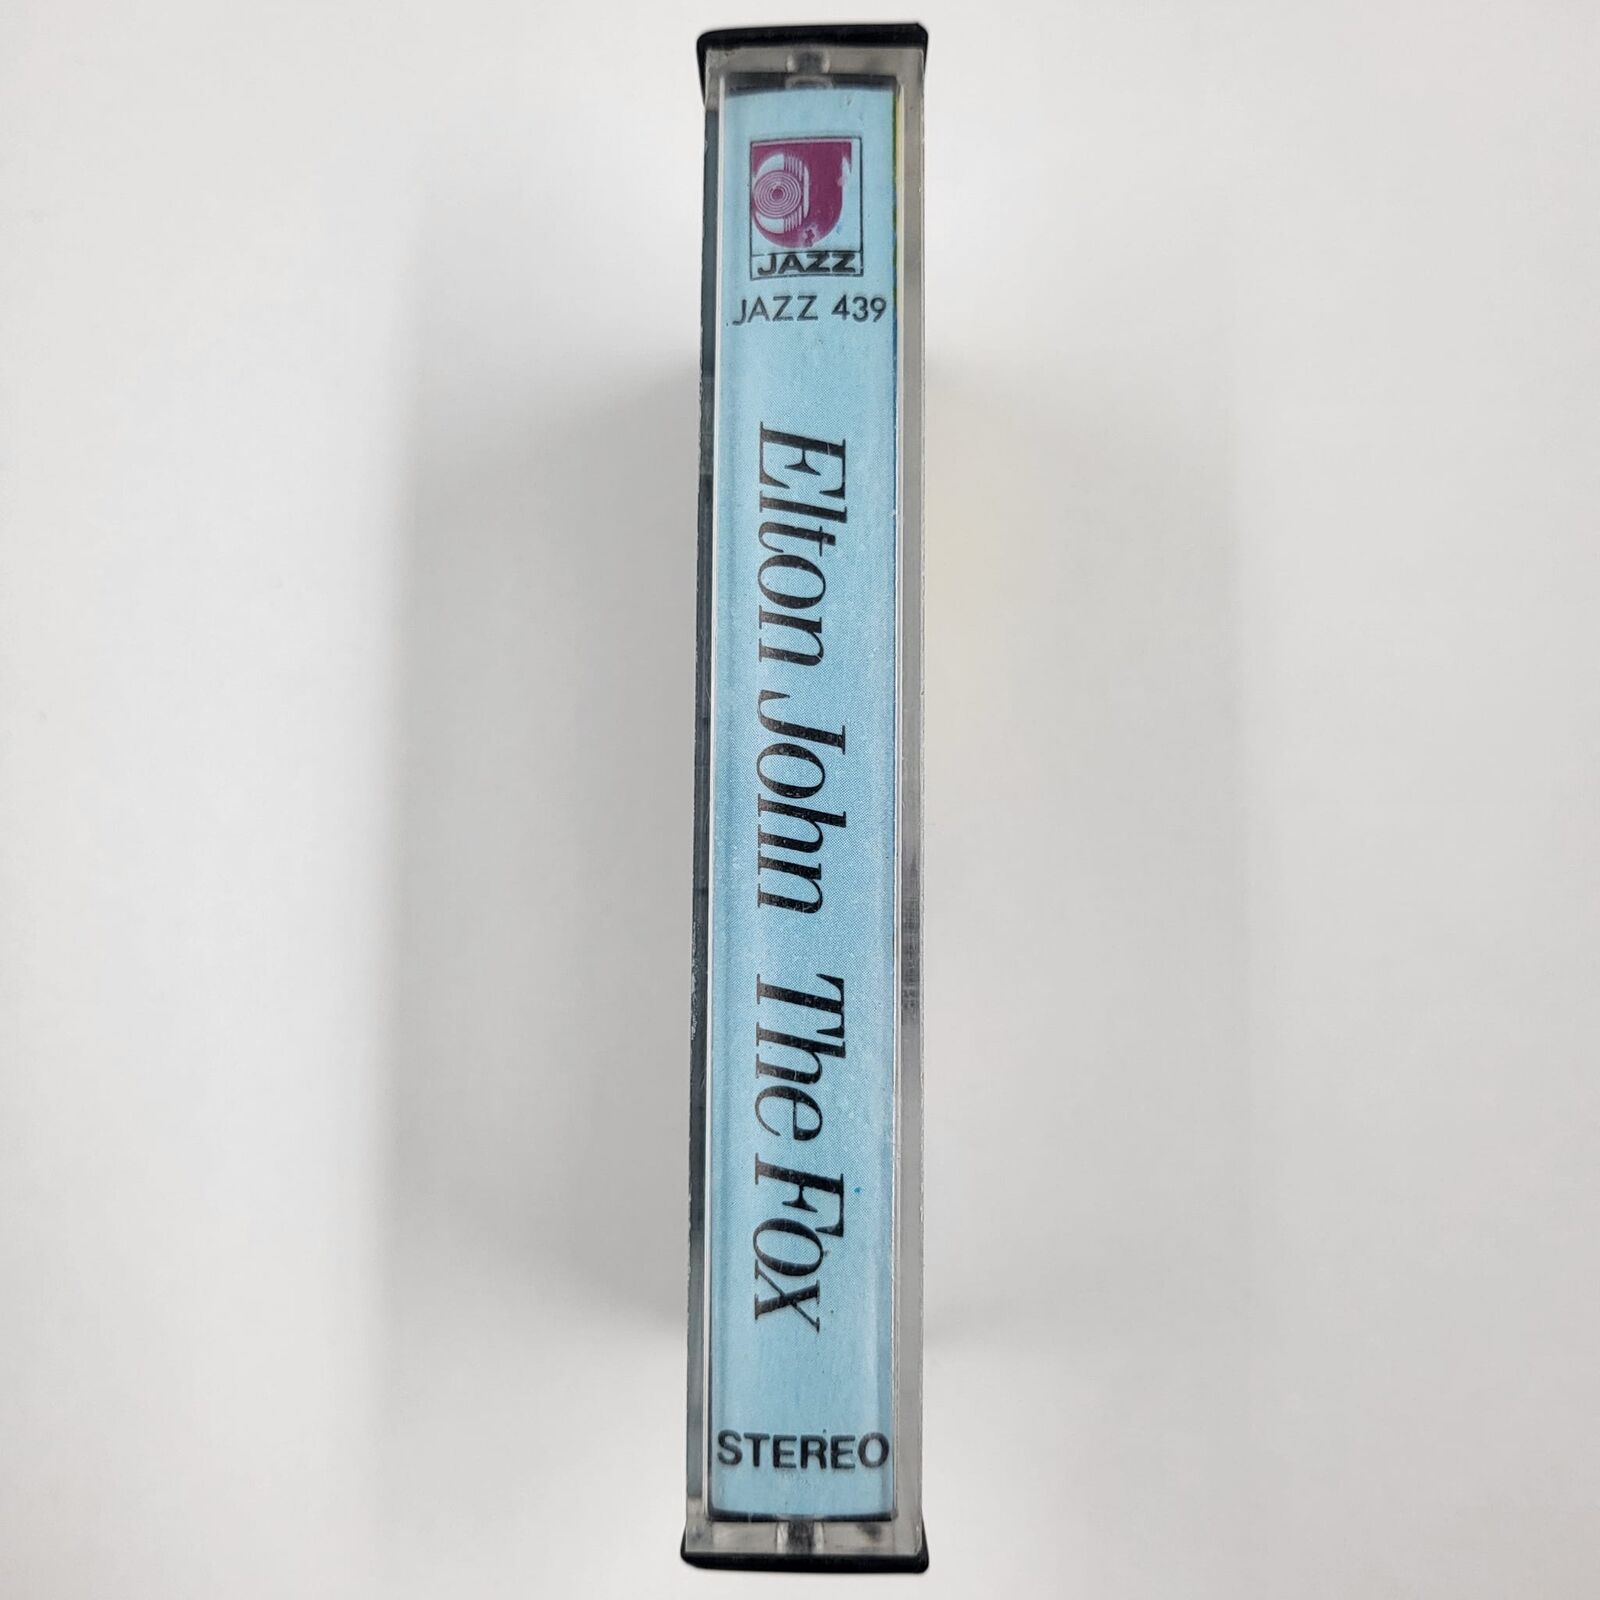 JAZZ
JAZZ 439
Elton John The Fox
STEREO